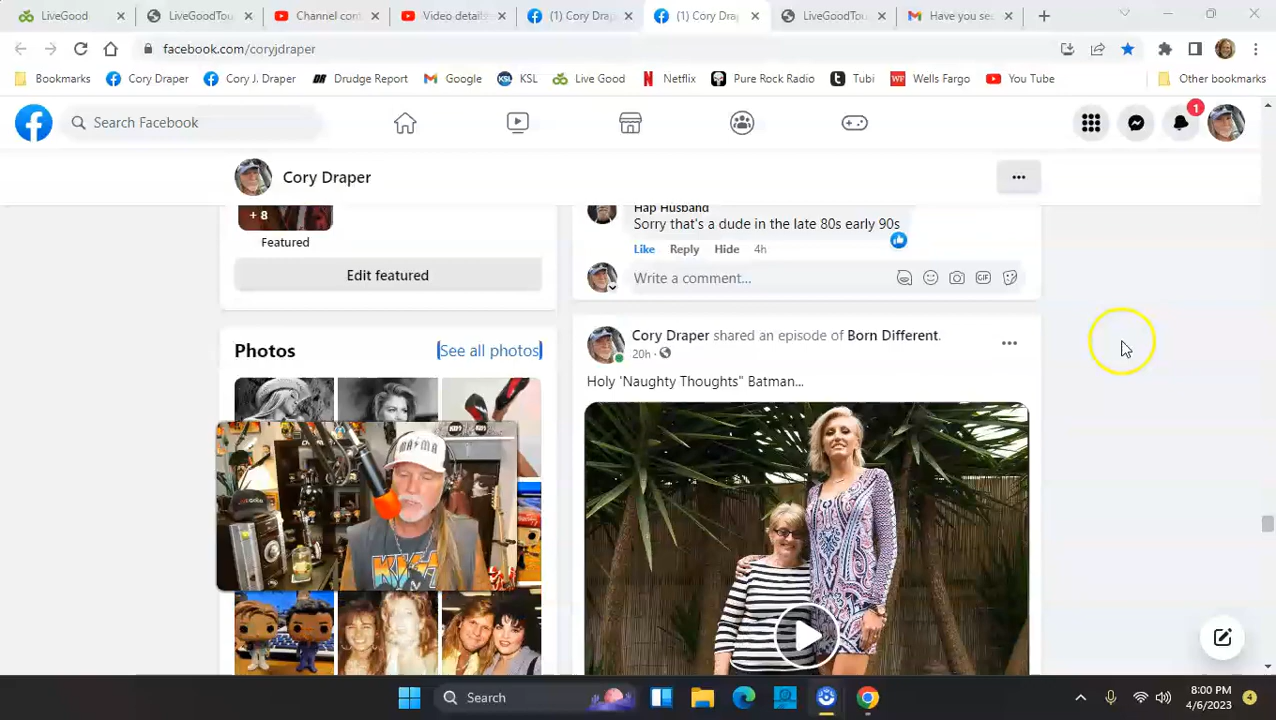 LiveGood
LiveGoodTou
Channel con
Video details
(1) Cory Drap
(1) Cory Drap
LiveGoodTou
Have you se
facebook.com/coryjdraper
Bookmarks
Cory Draper
Cory J. Draper
Drudge Report
Google
KSL
Live Good
Netflix
Pure Rock Radio
Tubi
Wells Fargo
You Tube
Other bookmarks
Search Facebook
1
Cory Draper
+ 8
Featured
Edit featured
Hap Husband
Sorry that's a dude in the late 80s early 90s
Like Reply Hide 4h
Write a comment...
GIF
Photos
See all photos
Cory Draper shared an episode of Born Different.
20h
Holy 'Naughty Thoughts" Batman...
KISS
Search
8:00 PM
4/6/2023
4